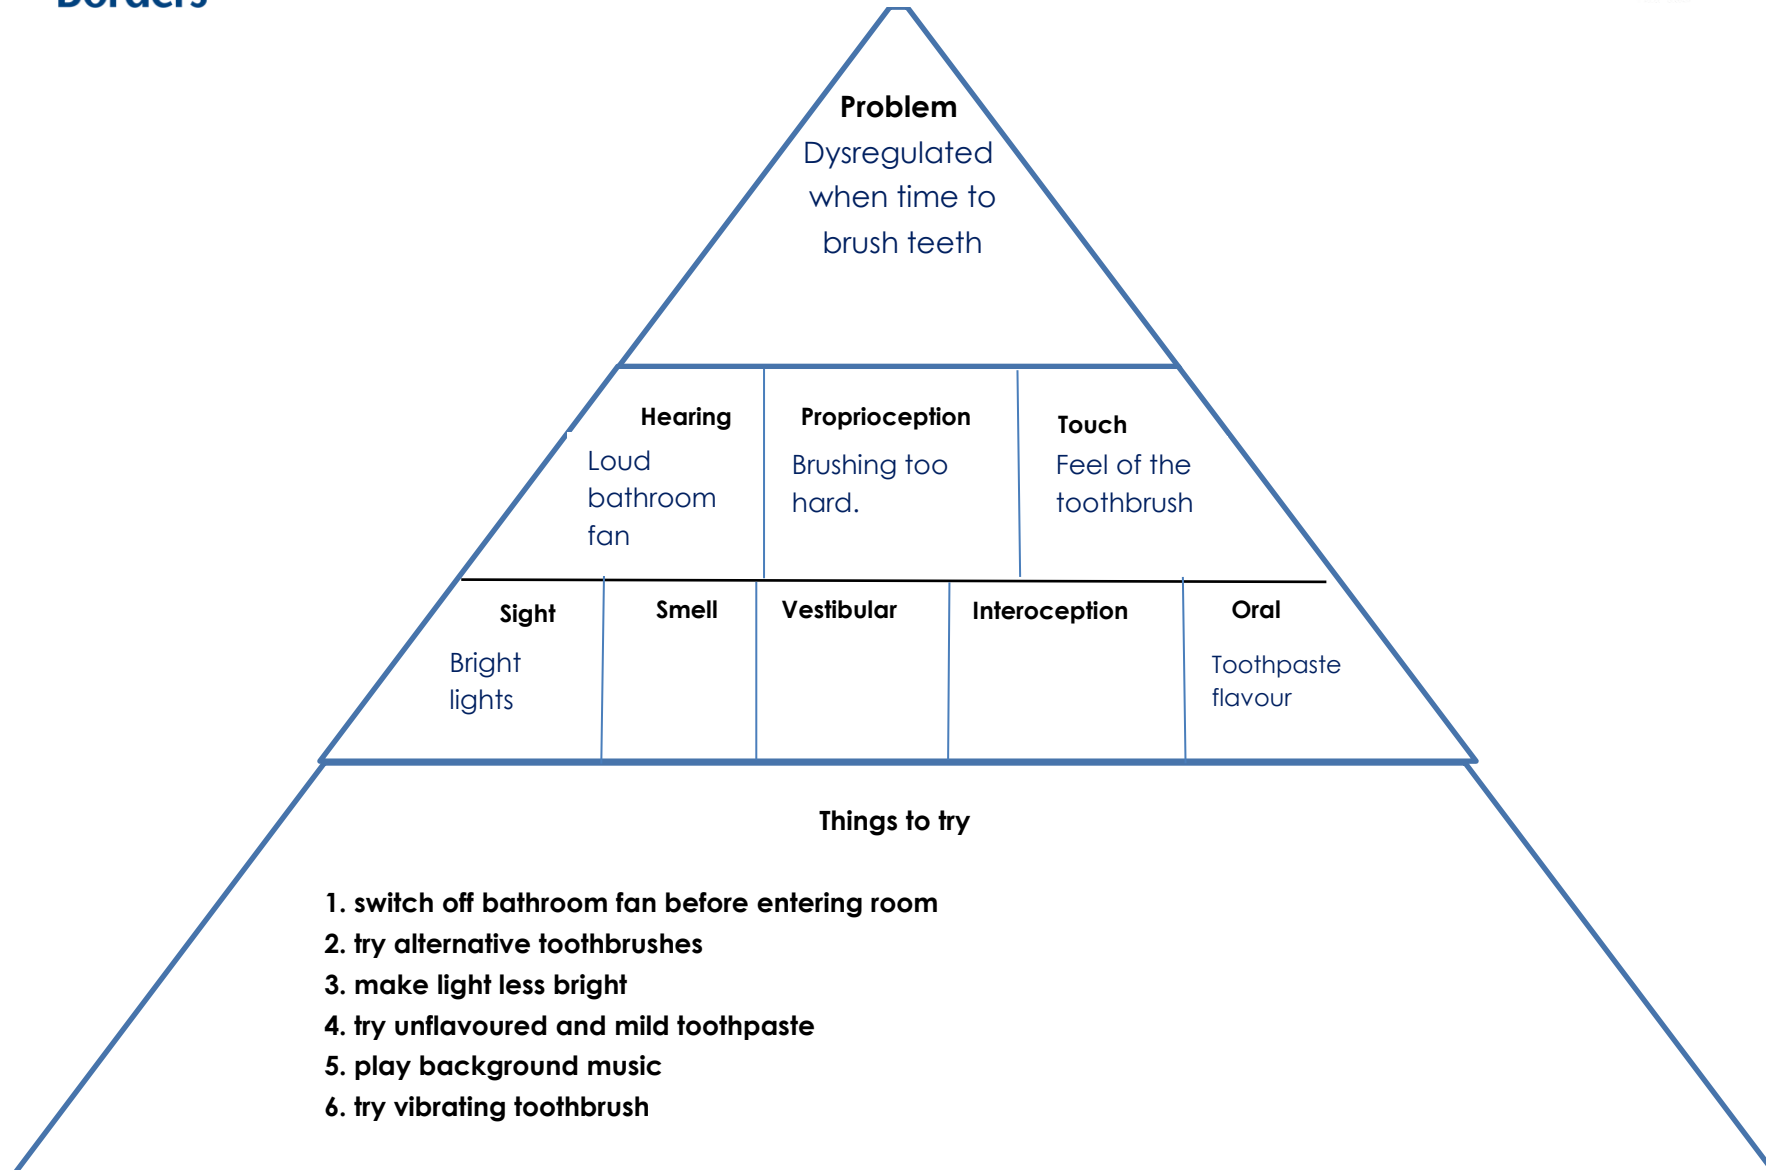 Borders
Problem
Dysregulated
when time to
brush teeth
Hearing
Loud
bathroom
fan
Proprioception
Brushing too
hard.
Touch
Feel of the
toothbrush
Sight
Bright
lights
Smell
Vestibular
Interoception
Oral
Toothpaste
flavour
Things to try
1. switch off bathroom fan before entering room
2. try alternative toothbrushes
3. make light less bright
4. try unflavoured and mild toothpaste
5. play background music
6. try vibrating toothbrush